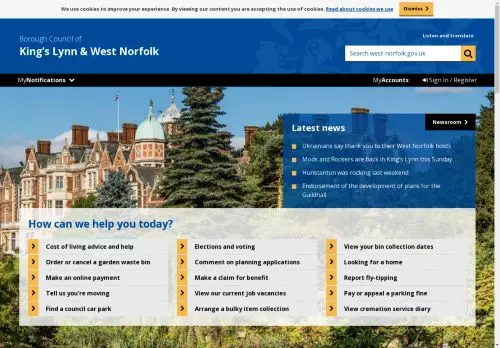 We use cookies to improve your experience. By viewing our content you are accepting the use of cookies. Read about cookies we use Dismiss
Borough Council of
King's Lynn & West Norfolk
Listen and translate
Search west-norfolk.gov.uk
MyNotifications
MyAccounts
Sign In / Register
Newsroom
Latest news
Ukrainians say thank you to their West Norfolk hosts
Mods and Rockers are back in King's Lynn this Sunday
Hunstanton was rocking last weekend
Endorsement of the development of plans for the
Guildhall
How can we help you today?
Cost of living advice and help
Elections and voting
View your bin collection dates
Order or cancel a garden waste bin
Comment on planning applications
Looking for a home
Make an online payment
Make a claim for benefit
Report fly-tipping
Tell us you're moving
View our current job vacancies
Pay or appeal a parking fine
Find a council car park
Arrange a bulky item collection
View cremation service diary